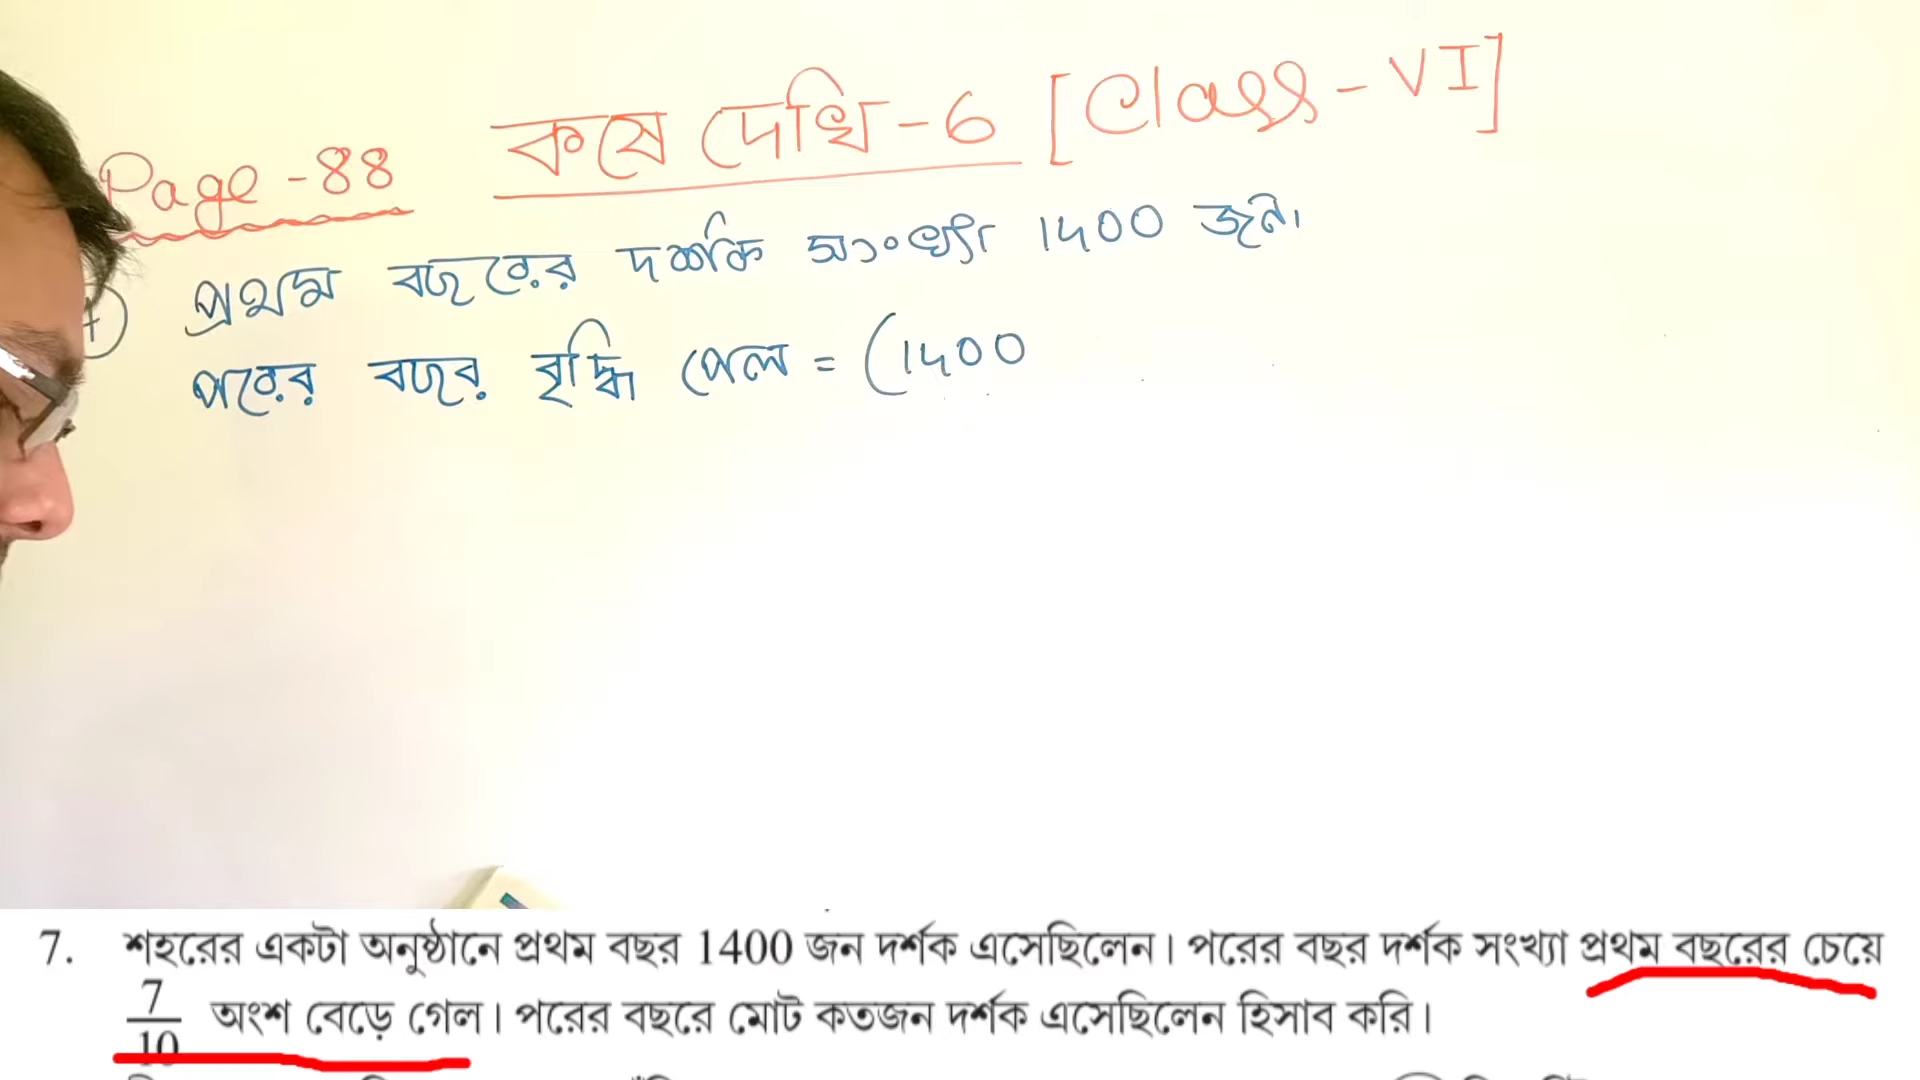 Page - 88 কষে দেখি - 6 [Class - VI]
7 প্রথম বছরের দর্শক সংখ্যা 1400 জন।
পরের বছর বৃদ্ধি পেল = (1400
7. শহরের একটা অনুষ্ঠানে প্রথম বছর 1400 জন দর্শক এসেছিলেন। পরের বছর দর্শক সংখ্যা প্রথম বছরের চেয়ে
7/10 অংশ বেড়ে গেল। পরের বছরে মোট কতজন দর্শক এসেছিলেন হিসাব করি।